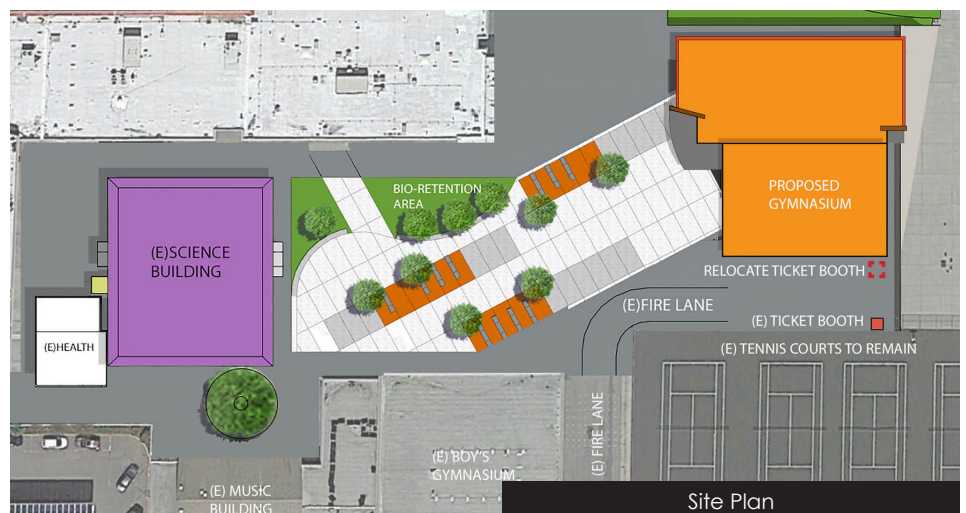 BIO-RETENTION
AREA
PROPOSED
GYMNASIUM
(E)SCIENCE
BUILDING
RELOCATE TICKET BOOTH
(E)FIRE LANE
(E) TICKET BOOTH
(E)HEALTH
(E) TENNIS COURTS TO REMAIN
(E) FIRE LANE
(E) BOY'S
GYMNASIUM
(E) MUSIC
BUILDING
Site Plan